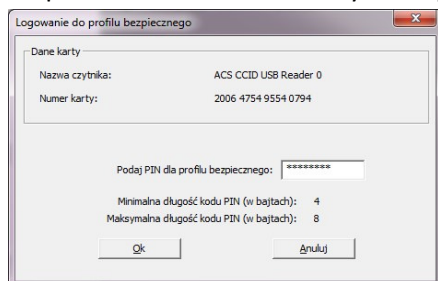 Logowanie do profilu bezpiecznego
Dane karty
Nazwa czytnika: ACS CCID USB Reader 0
Numer karty: 2006 4754 9554 0794
Podaj PIN dla profilu bezpiecznego: ********
Minimalna długość kodu PIN (w bajtach): 4
Maksymalna długość kodu PIN (w bajtach): 8
Ok Anuluj